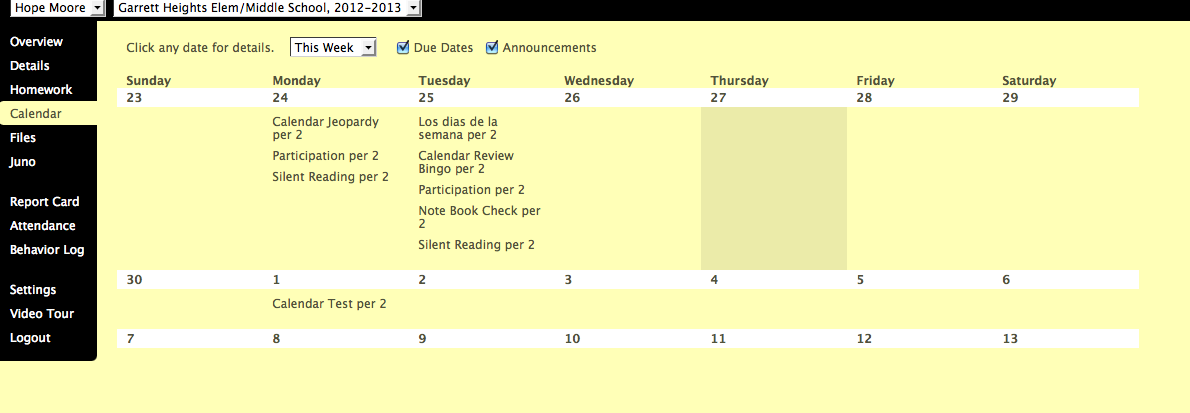 Hope Moore Garrett Heights Elem/Middle School, 2012-2013
Overview
Details
Homework
Calendar
Files
Juno
Report Card
Attendance
Behavior Log
Settings
Video Tour
Logout
Click any date for details. This Week Due Dates Announcements
Sunday Monday Tuesday Wednesday Thursday Friday Saturday
23 24 25 26 27 28 29
Calendar Jeopardy
per 2
Participation per 2
Silent Reading per 2
Los dias de la
semana per 2
Calendar Review
Bingo per 2
Participation per 2
Note Book Check per
2
Silent Reading per 2
30 1 2 3 4 5 6
Calendar Test per 2
7 8 9 10 11 12 13